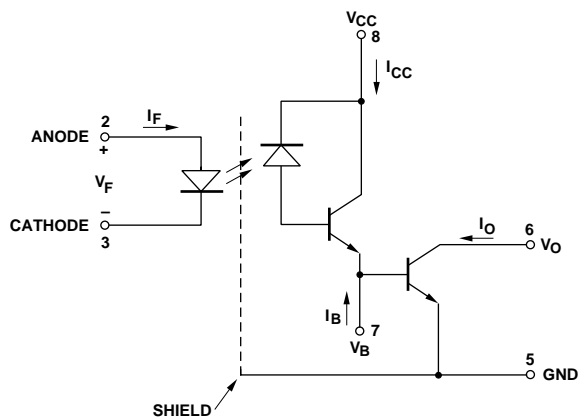 VCC
8
ICC
2
IF
ANODE
+
VF
–
CATHODE
3
IO
6
VO
IB
7
VB
5
GND
SHIELD